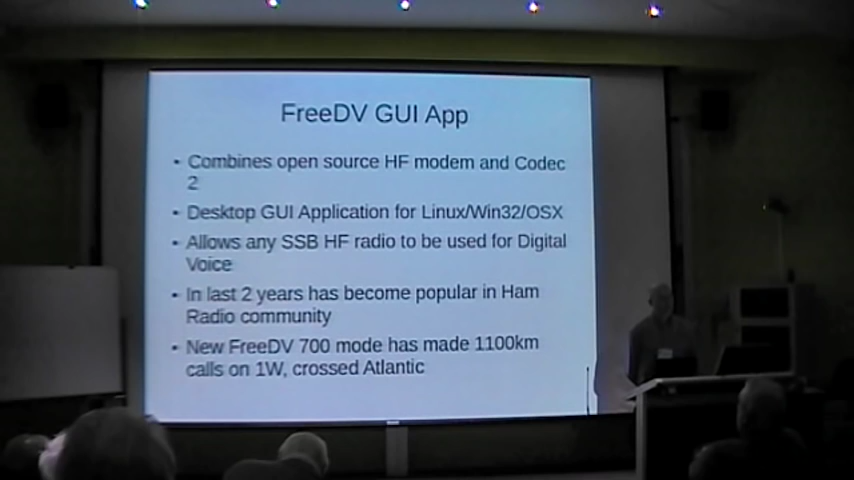 FreeDV GUI App
• Combines open source HF modem and Codec
2
• Desktop GUI Application for Linux/Win32/OSX
• Allows any SSB HF radio to be used for Digital
Voice
• In last 2 years has become popular in Ham
Radio community
• New FreeDV 700 mode has made 1100km
calls on 1W, crossed Atlantic